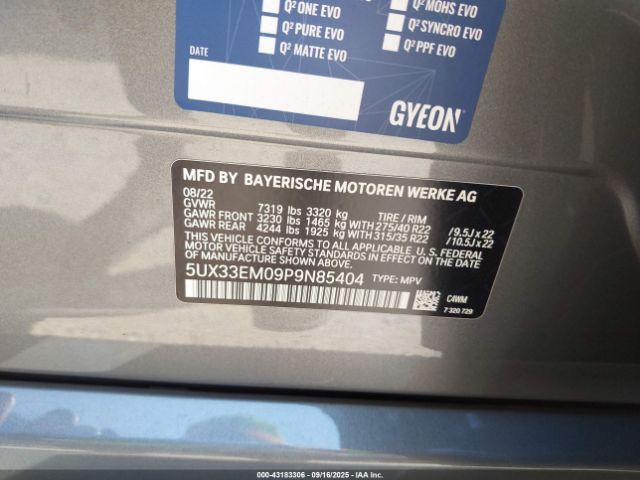 Q² ONE EVO
Q² MOHS EVO
Q² PURE EVO
Q² SYNCRO EVO
Q² MATTE EVO
Q² PPF EVO
DATE
GYEON
MFD BY BAYERISCHE MOTOREN WERKE AG
08/22
GVWR 7319 lbs 3320 kg TIRE / RIM
GAWR FRONT 3230 lbs 1465 kg WITH 275/40 R22 /9.5J x 22
GAWR REAR 4244 lbs 1925 kg WITH 315/35 R22 /10.5J x 22
THIS VEHICLE CONFORMS TO ALL APPLICABLE U.S. FEDERAL
MOTOR VEHICLE SAFETY STANDARDS
IN EFFECT ON THE DATE OF MANUFACTURE SHOWN ABOVE.
5UX33EM09P9N85404 TYPE: MPV
C4WM
7 320 729
000-43183306 - 09/16/2025 - IAAI Inc.